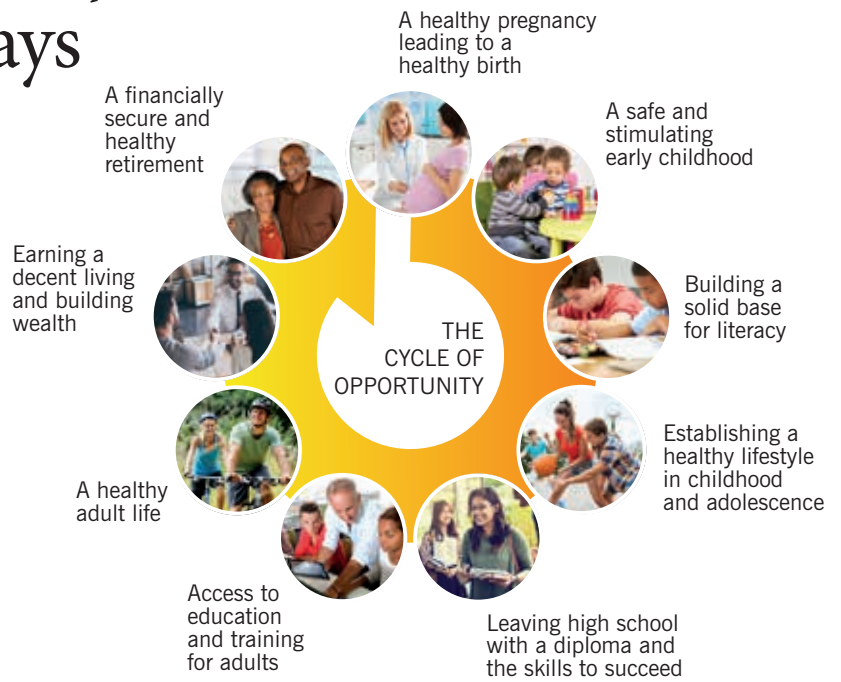 ays
A healthy pregnancy
leading to a
healthy birth
A safe and
stimulating
early childhood
Building a
solid base
for literacy
Establishing a
healthy lifestyle
in childhood
and adolescence
Leaving high school
with a diploma and
the skills to succeed
Access to
education
and training
for adults
A healthy
adult life
Earning a
decent living
and building
wealth
A financially
secure and
healthy
retirement
THE
CYCLE OF
OPPORTUNITY